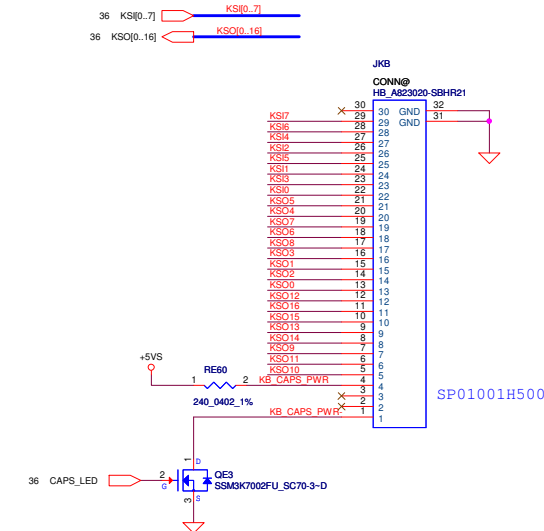 36 KSI[0..7] KSI[0..7]
36 KSO[0..16] KSO[0..16]
JKB
CONN@
HB_A823020-SBHR21
30 30 GND 32
KSI7 29 29 GND 31
KSI6 28 28
KSI4 27 27
KSI2 26 26
KSI5 25 25
KSI1 24 24
KSI3 23 23
KSI0 22 22
KSO5 21 21
KSO4 20 20
KSO7 19 19
KSO6 18 18
KSO8 17 17
KSO3 16 16
KSO1 15 15
KSO2 14 14
KSO0 13 13
KSO12 12 12
KSO16 11 11
KSO15 10 10
KSO13 9 9
KSO14 8 8
KSO9 7 7
KSO11 6 6
KSO10 5 5
+5VS
RE60
1 2 KB_CAPS_PWR 4 4
240_0402_1%
3 3
SP01001H500
2 2
KB_CAPS_PWR- 1 1
1 D
36 CAPS_LED 2 G
QE3
SSM3K7002FU_SC70-3~D
3 S